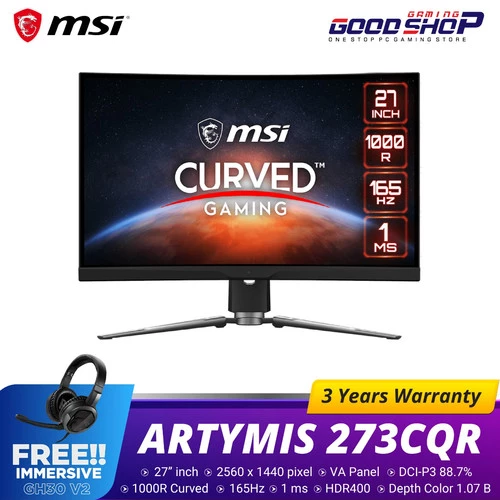 msi
GAMING
GOODSHOP
ONE STOP PC GAMING STORE
msi
CURVED™
GAMING
27
INCH
1000
R
165
HZ
1
MS
3 Years Warranty
FREE!!
IMMERSIVE
GH30 V2
ARTYMIS 273CQR
27" inch
2560 x 1440 pixel
VA Panel
DCI-P3 88.7%
1000R Curved
165Hz
1 ms
HDR400
Depth Color 1.07 B